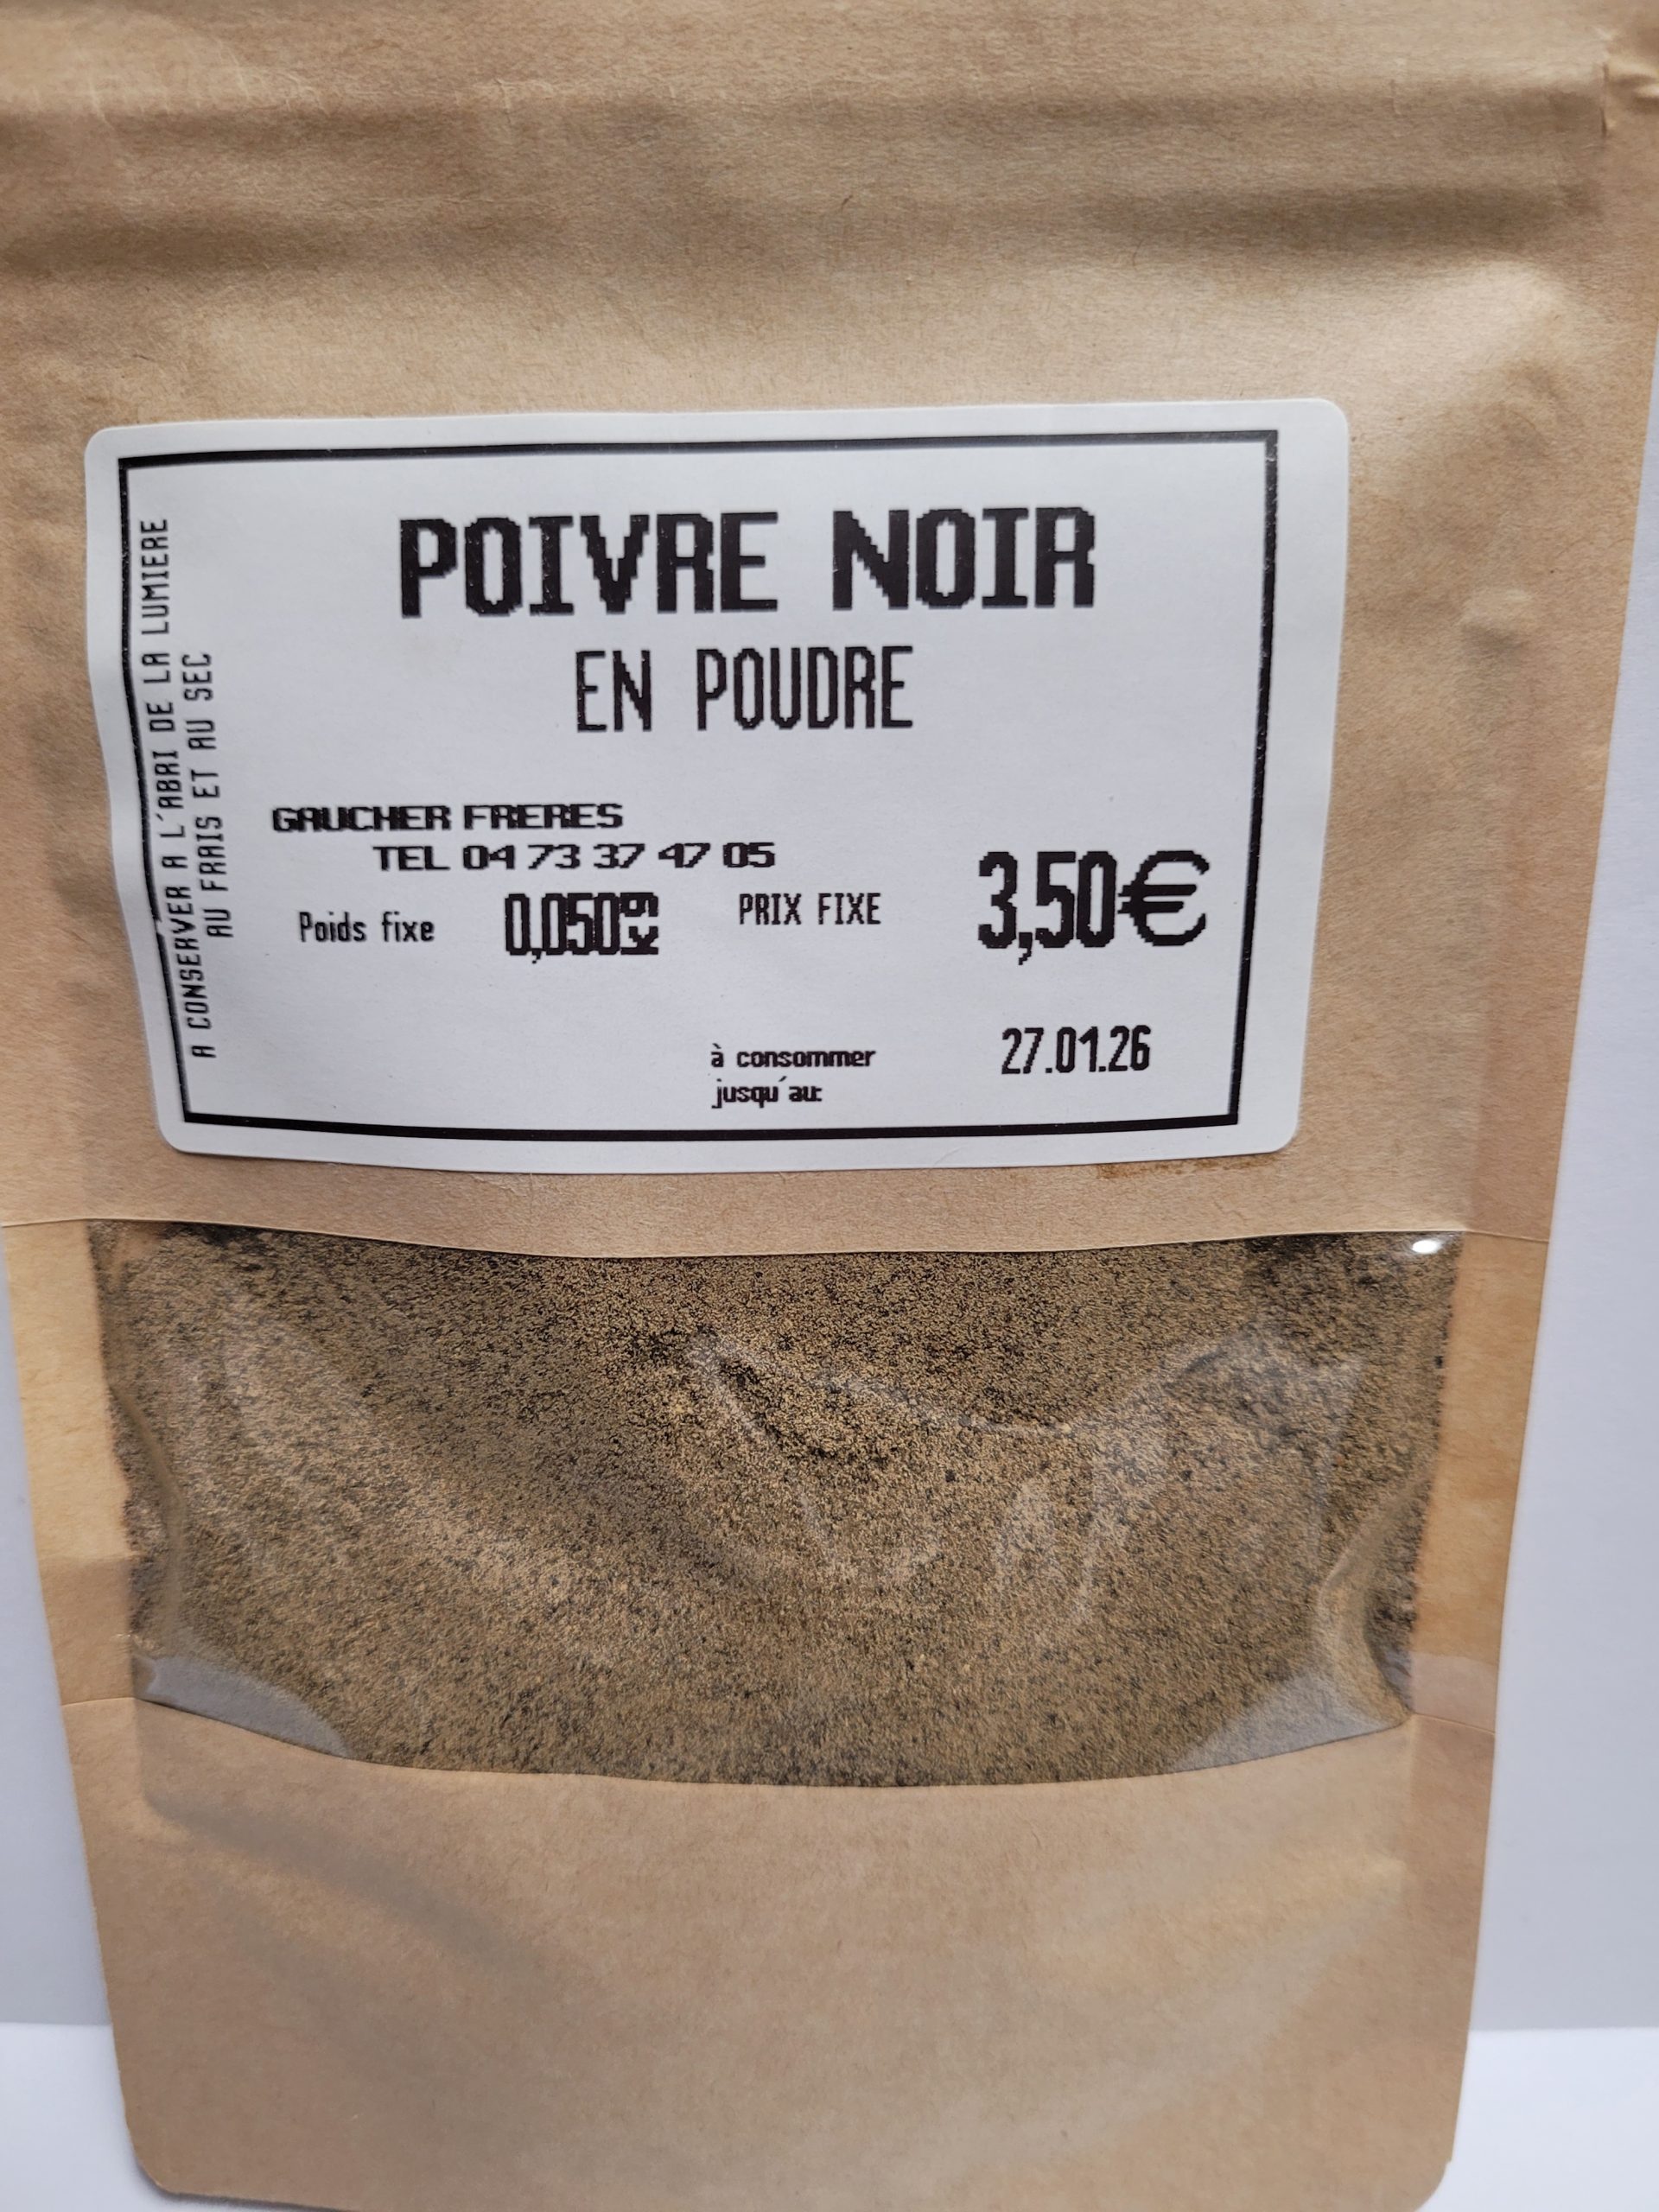 POIVRE NOIR
EN POUDRE
GAUCHER FRERES
TEL 04 73 37 47 05
Poids fixe 0,050kg PRIX FIXE 3,50€
à consommer 27.01.26
jusqu'au:
A CONSERVER A L'ABRI DE LA LUMIERE
AU FRAIS ET AU SEC